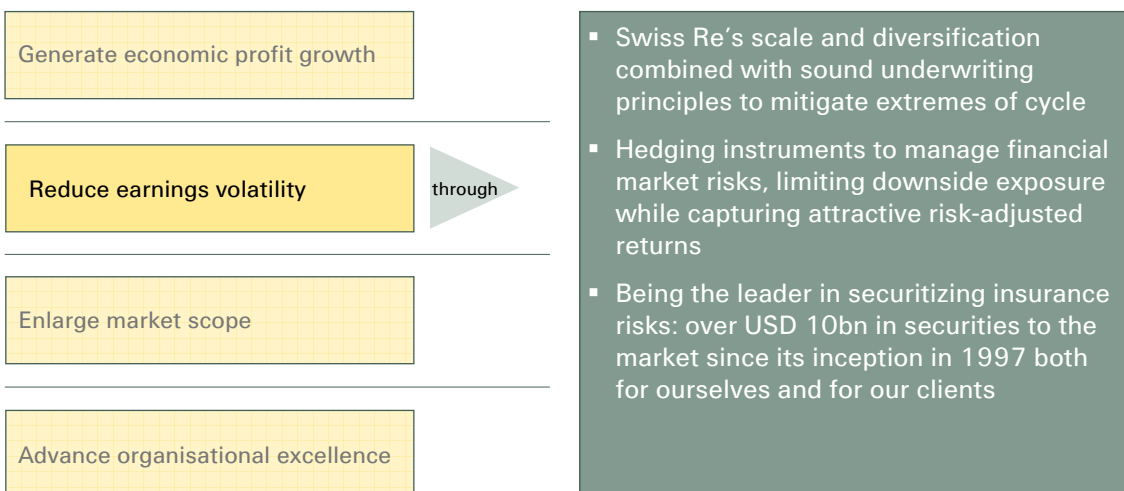 Generate economic profit growth
Reduce earnings volatility
through
Enlarge market scope
Advance organisational excellence
▪ Swiss Re's scale and diversification
combined with sound underwriting
principles to mitigate extremes of cycle
▪ Hedging instruments to manage financial
market risks, limiting downside exposure
while capturing attractive risk-adjusted
returns
▪ Being the leader in securitizing insurance
risks: over USD 10bn in securities to the
market since its inception in 1997 both
for ourselves and for our clients